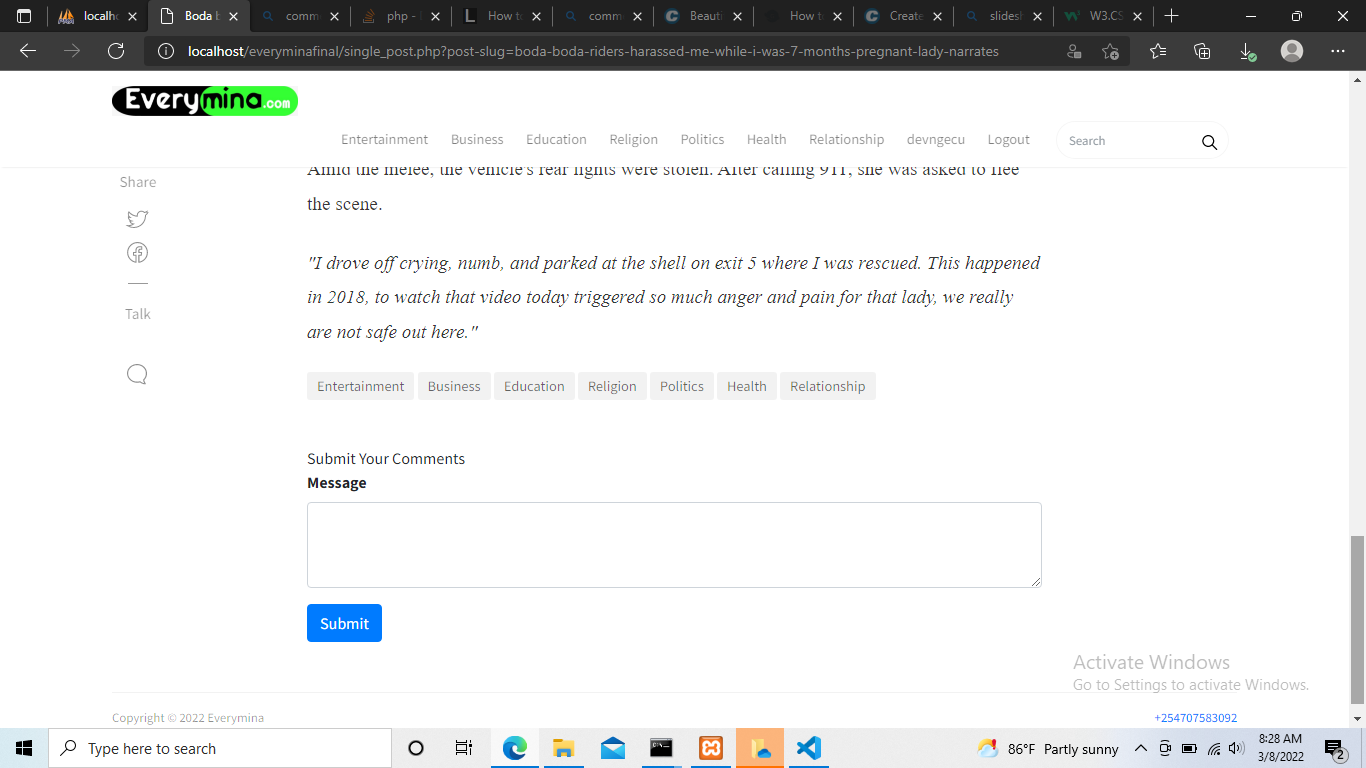 localho
Boda b
comm
php -
How to
comm
Beauti
How to
Create
slidesh
W3.CS
localhost/everyminafinal/single_post.php?post-slug=boda-boda-riders-harassed-me-while-i-was-7-months-pregnant-lady-narrates
Everymina.com
Entertainment Business Education Religion Politics Health Relationship devngecu Logout Search
Share
Amid the melee, the vehicle's rear lights were stolen. After calling 911, she was asked to flee
the scene.
"I drove off crying, numb, and parked at the shell on exit 5 where I was rescued. This happened
in 2018, to watch that video today triggered so much anger and pain for that lady, we really
are not safe out here."
Talk
Entertainment Business Education Religion Politics Health Relationship
Submit Your Comments
Message
Submit
Activate Windows
Go to Settings to activate Windows.
Copyright © 2022 Everymina
+254707583092
Type here to search
86°F Partly sunny
8:28 AM
3/8/2022
2